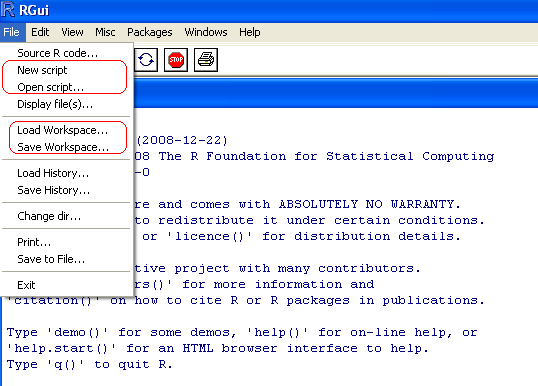 RGui
File Edit View Misc Packages Windows Help
Source R code...
New script
Open script...
Display file(s)...
Load Workspace...
Save Workspace...
Load History...
Save History...
Change dir...
Print...
Save to File...
Exit
STOP
(2008-12-22)
08 The R Foundation for Statistical Computing
-0
re and comes with ABSOLUTELY NO WARRANTY.
to redistribute it under certain conditions.
or 'licence()' for distribution details.
tive project with many contributors.
rs()' for more information and
'citation()' on how to cite R or R packages in publications.
Type 'demo()' for some demos, 'help()' for on-line help, or
'help.start()' for an HTML browser interface to help.
Type 'q()' to quit R.